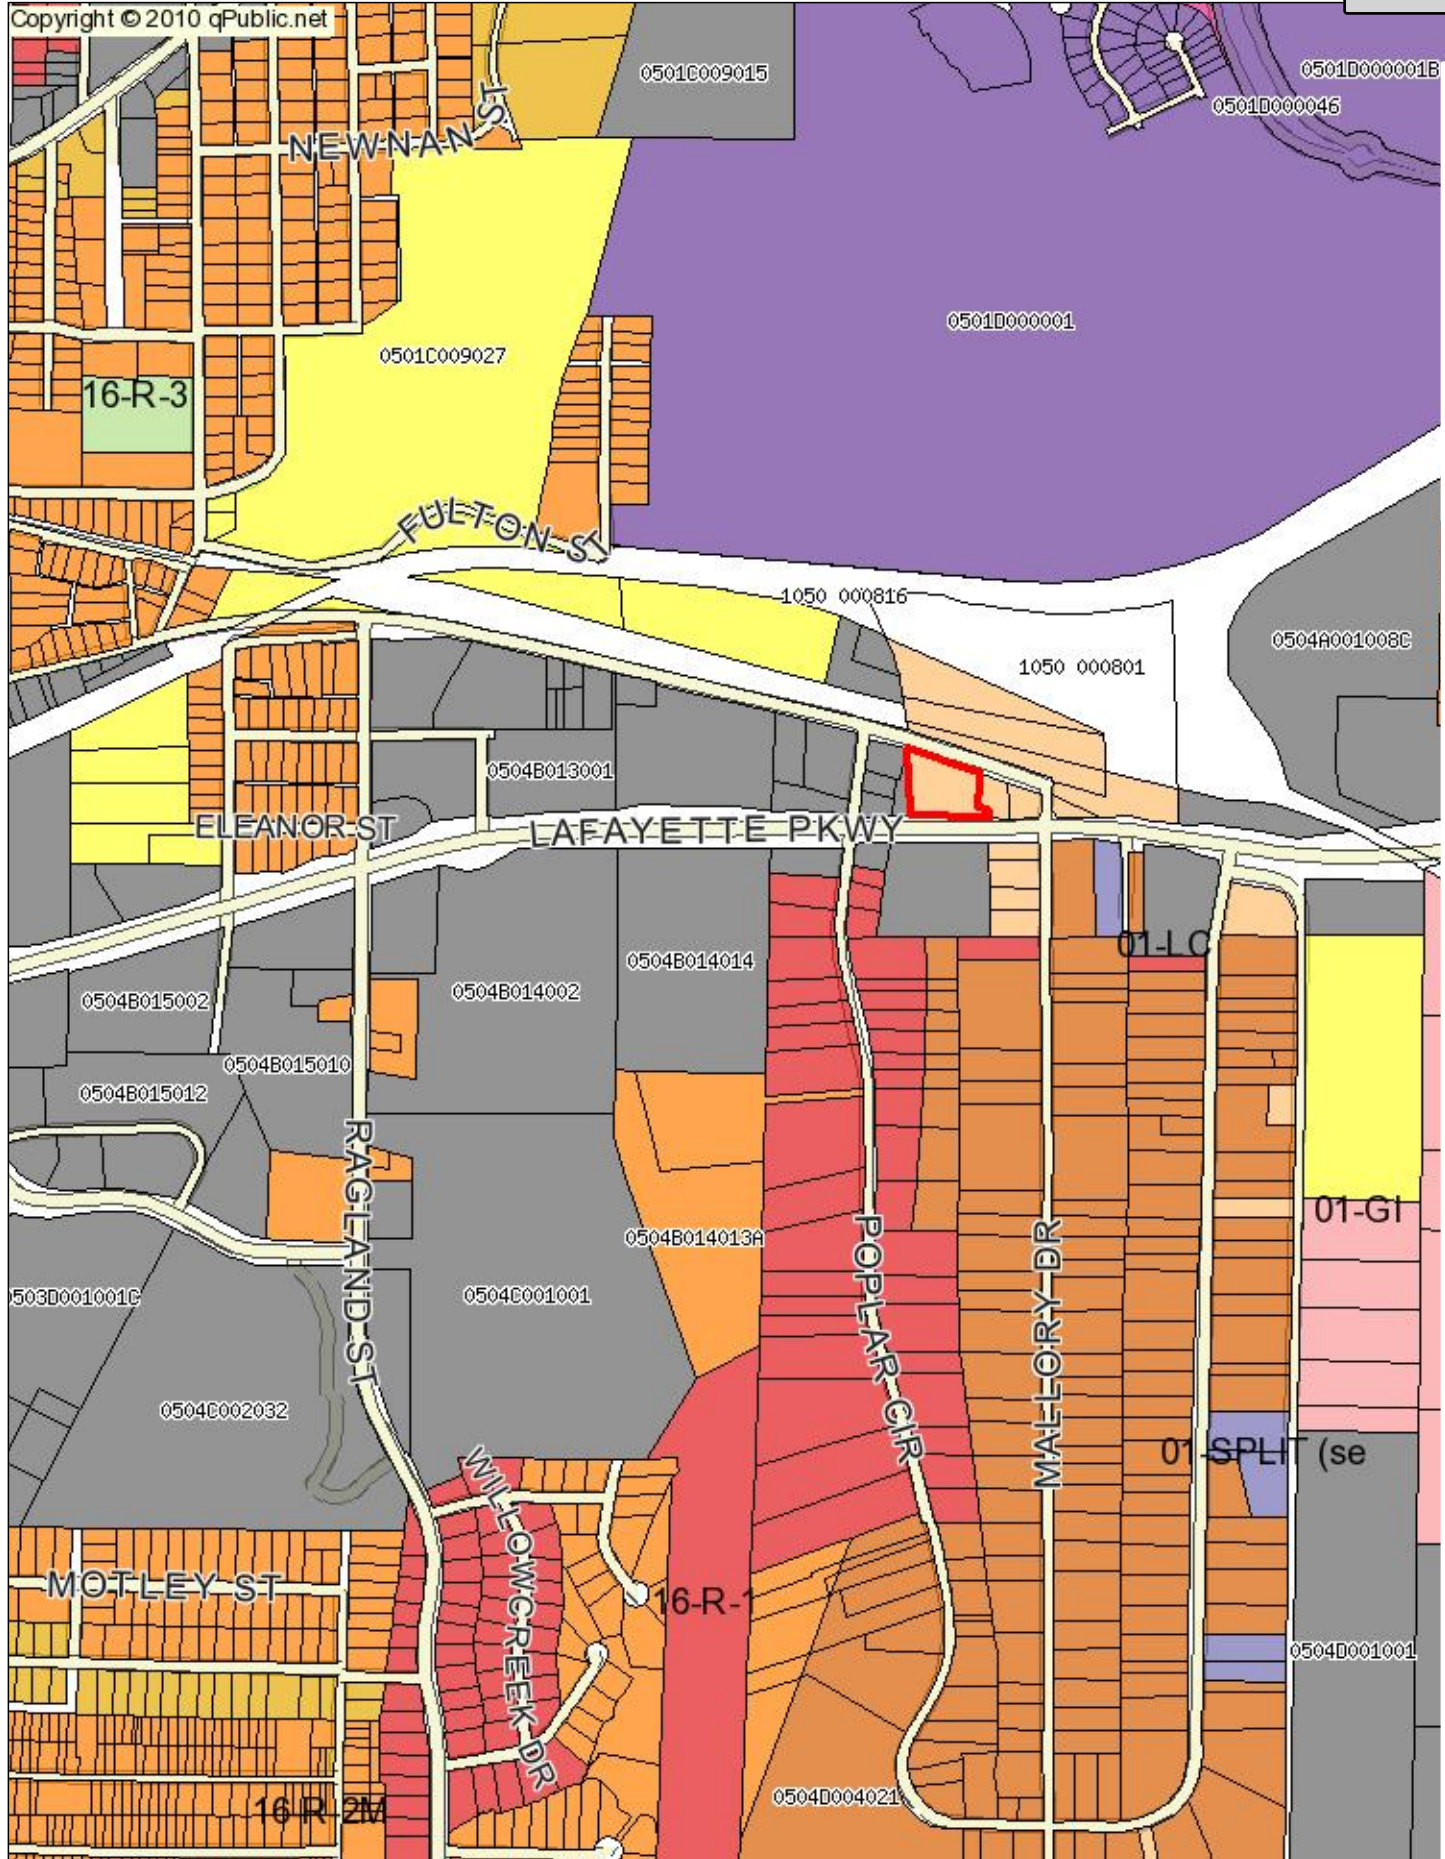 Copyright © 2010 qPublic.net
0501C009015
0501D000001B
0501D000046
NEWNAN ST
0501D000001
0501C009027
16-R-3
FULTON ST
1050 000816
0504A001008C
1050 000801
0504B013001
ELEANOR ST
LAFAYETTE PKWY
01-LC
0504B014014
0504B014002
0504B015002
0504B015010
0504B015012
RAGLAND ST
01-GI
POPLAR CIR
MALLORY DR
0504B014013A
0503D001001C
0504C001001
0504C002032
01-SPLIT (se
WILLOWCREEK DR
MOTLEY ST
16-R-1
0504D001001
0504D004021
16-R-2M